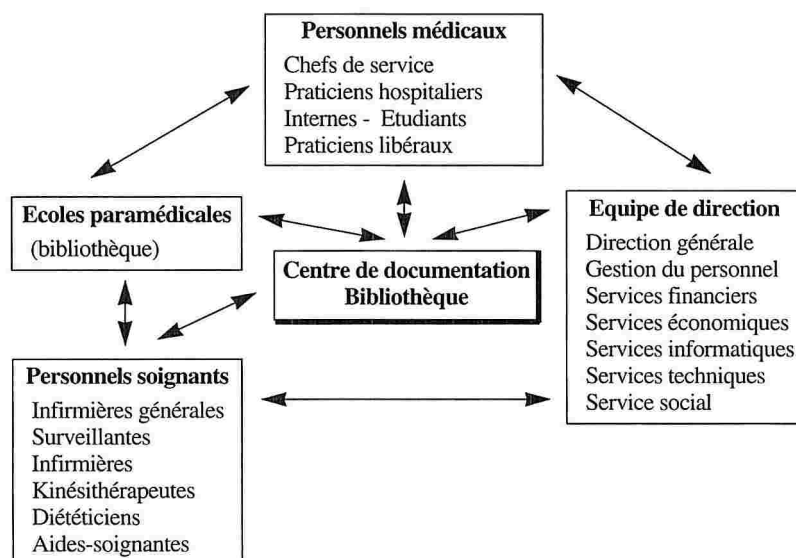 Personnels médicaux
Chefs de service
Praticiens hospitaliers
Internes - Etudiants
Praticiens libéraux
Ecoles paramédicales
(bibliothèque)
Centre de documentation
Bibliothèque
Equipe de direction
Direction générale
Gestion du personnel
Services financiers
Services économiques
Services informatiques
Services techniques
Service social
Personnels soignants
Infirmières générales
Surveillantes
Infirmières
Kinésithérapeutes
Diététiciens
Aides-soignantes